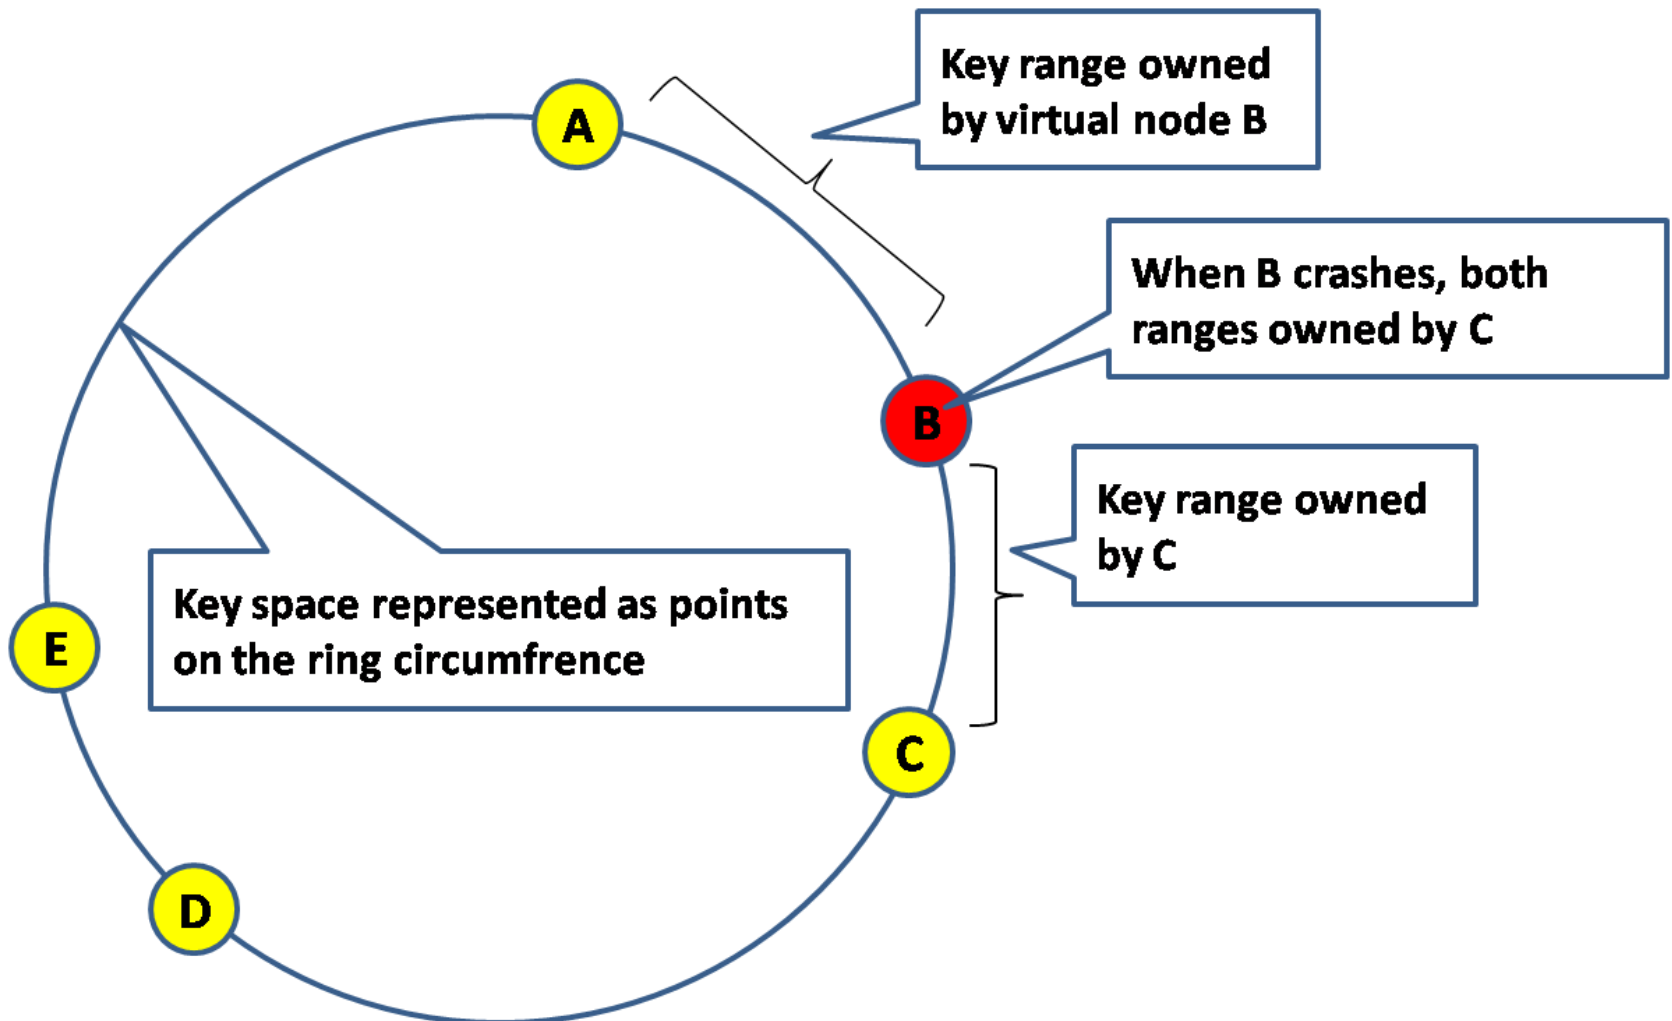 Key range owned
by virtual node B
A
When B crashes, both
ranges owned by C
B
Key range owned
by C
Key space represented as points
on the ring circumfrence
E
C
D